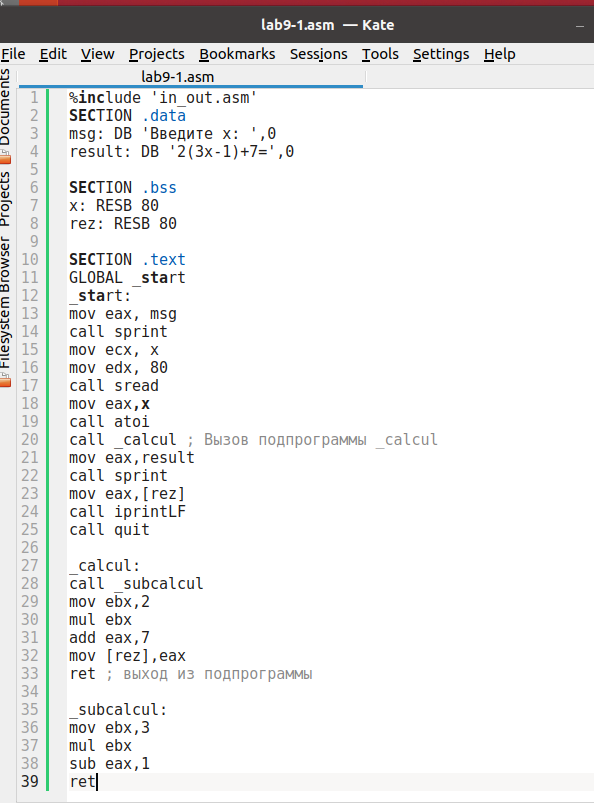 lab9-1.asm — Kate
File Edit View Projects Bookmarks Sessions Tools Settings Help
lab9-1.asm
Documents
Projects
Filesystem Browser
1 %include 'in_out.asm'
2 SECTION .data
3 msg: DB 'Введите x: ',0
4 result: DB '2(3x-1)+7=',0
5
6 SECTION .bss
7 x: RESB 80
8 rez: RESB 80
9
10 SECTION .text
11 GLOBAL _start
12 _start:
13 mov eax, msg
14 call sprint
15 mov ecx, x
16 mov edx, 80
17 call sread
18 mov eax,x
19 call atoi
20 call _calcul ; Вызов подпрограммы _calcul
21 mov eax,result
22 call sprint
23 mov eax,[rez]
24 call iprintLF
25 call quit
26
27 _calcul:
28 call _subcalcul
29 mov ebx,2
30 mul ebx
31 add eax,7
32 mov [rez],eax
33 ret ; выход из подпрограммы
34
35 _subcalcul:
36 mov ebx,3
37 mul ebx
38 sub eax,1
39 ret